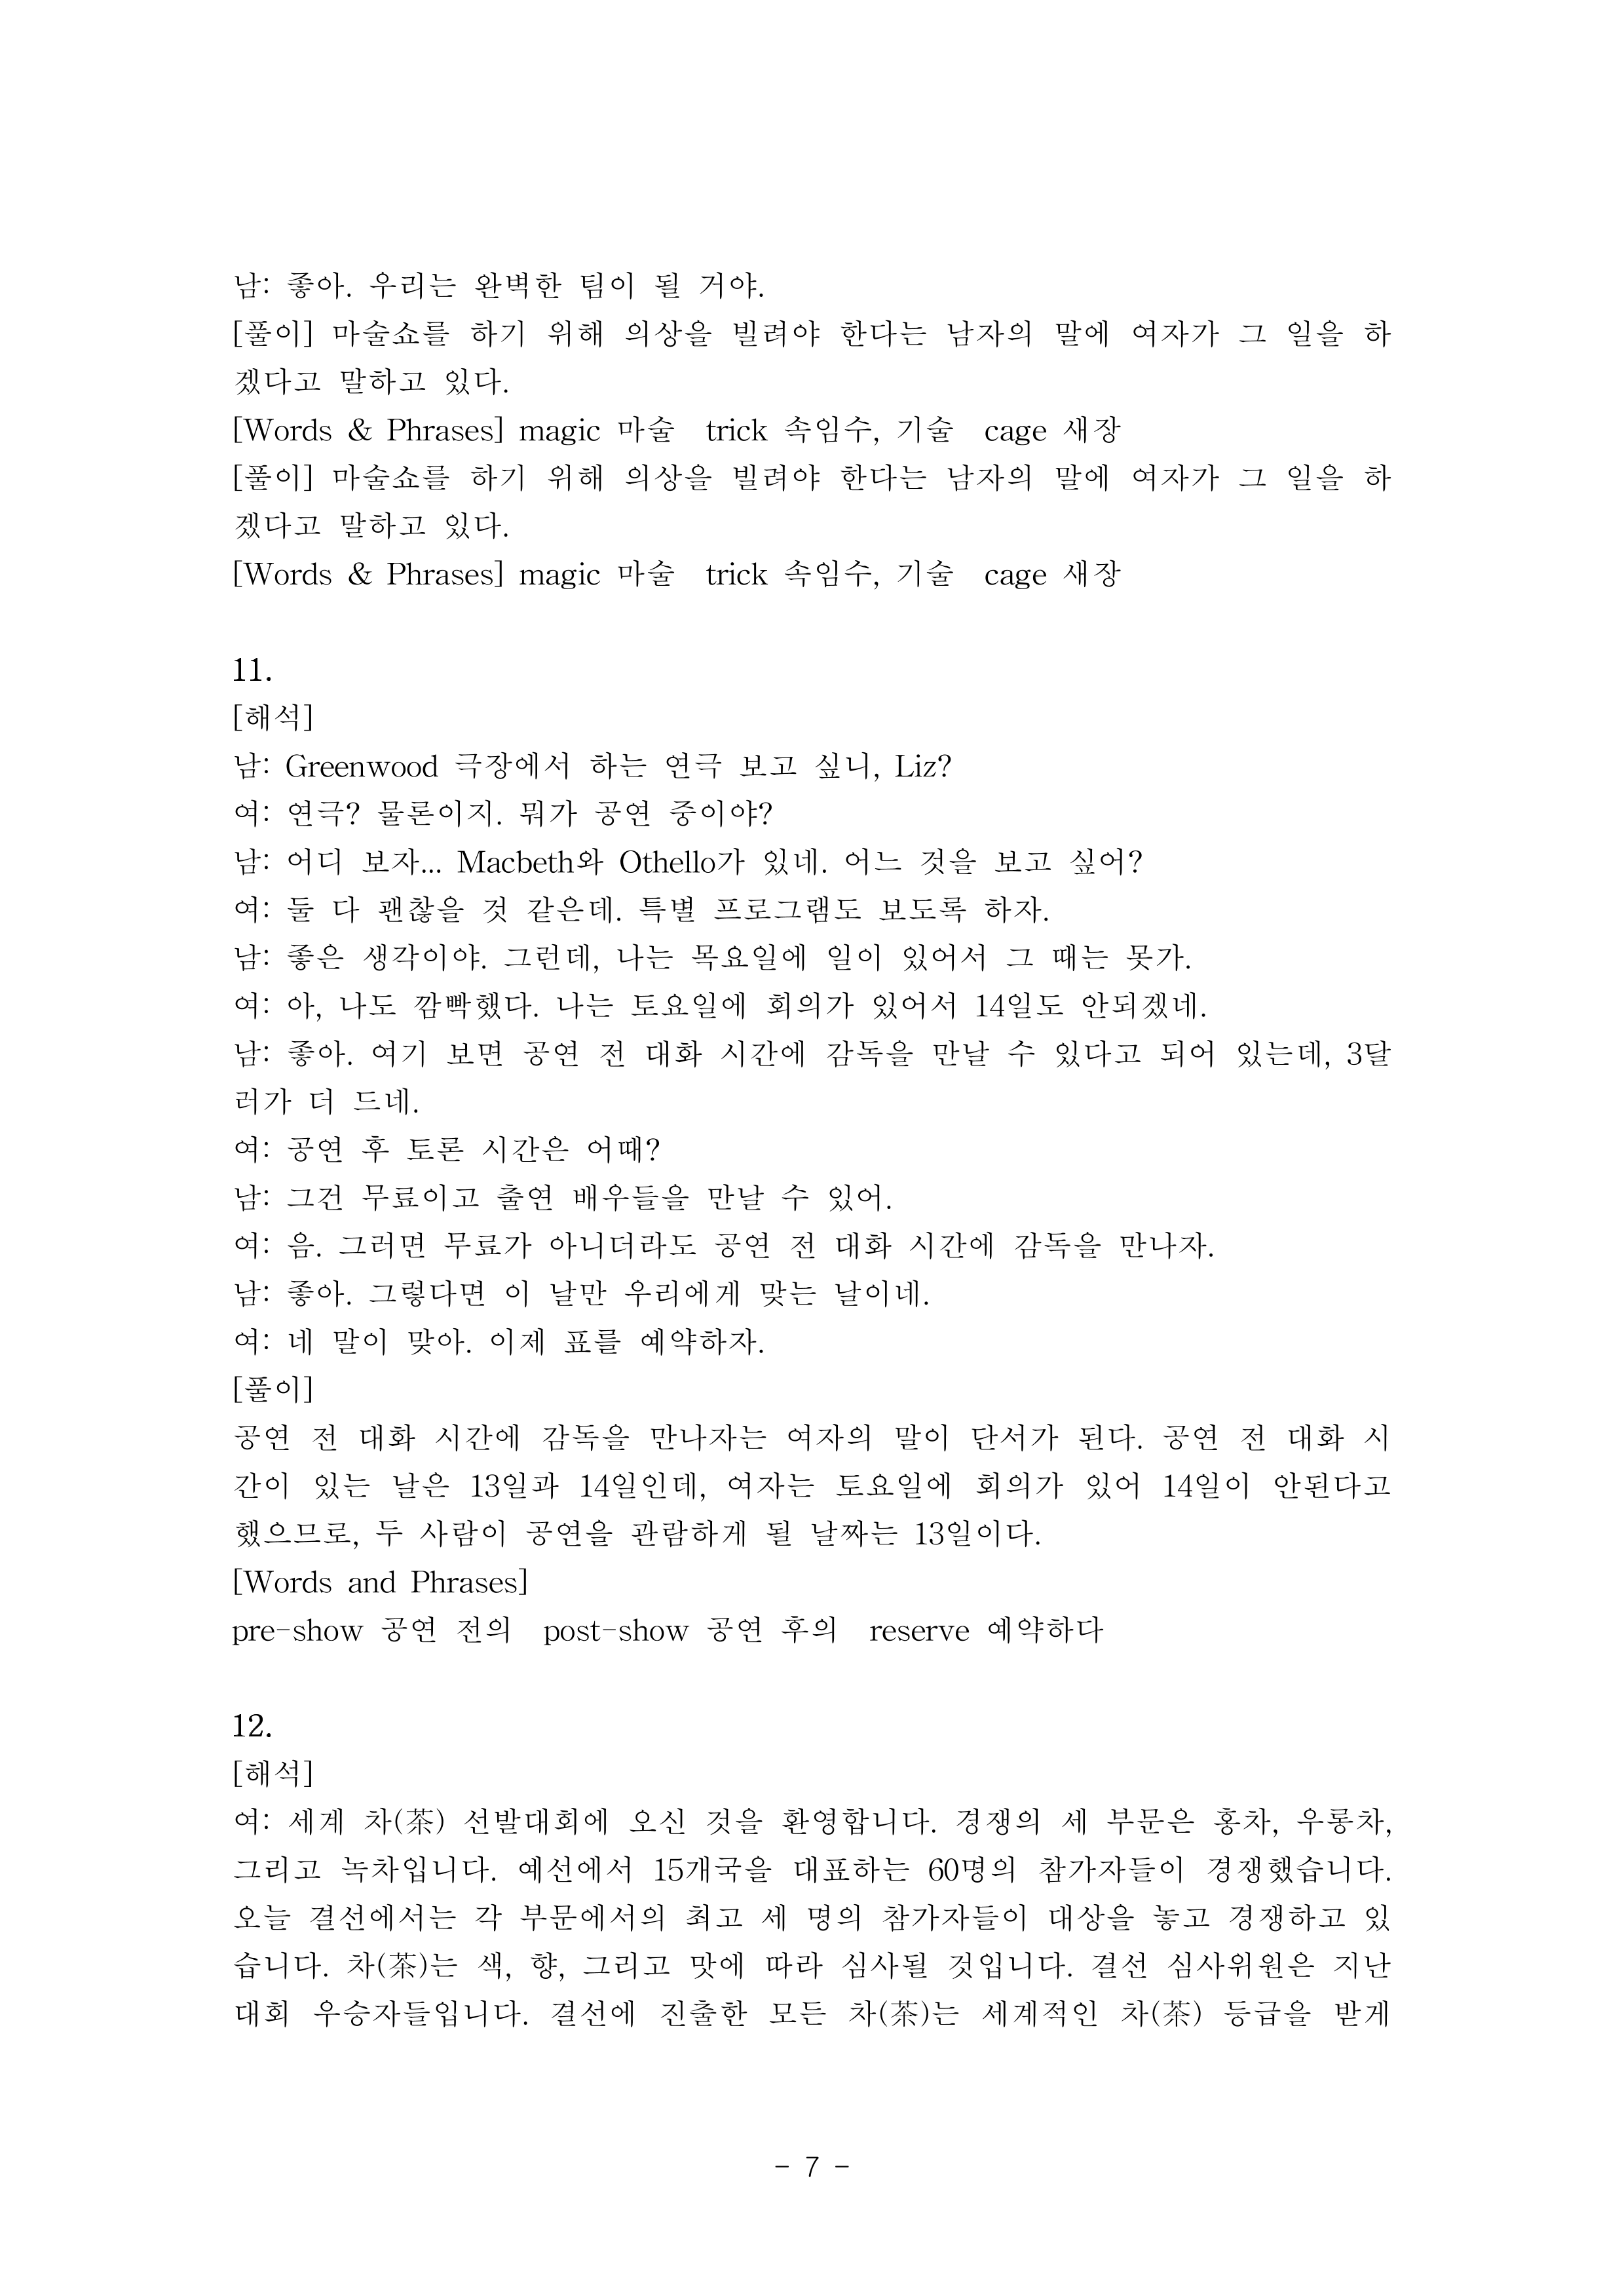 남: 좋아. 우리는 완벽한 팀이 될 거야.
[풀이] 마술쇼를 하기 위해 의상을 빌려야 한다는 남자의 말에 여자가 그 일을 하
겠다고 말하고 있다.
[Words & Phrases] magic 마술  trick 속임수, 기술  cage 새장
[풀이] 마술쇼를 하기 위해 의상을 빌려야 한다는 남자의 말에 여자가 그 일을 하
겠다고 말하고 있다.
[Words & Phrases] magic 마술  trick 속임수, 기술  cage 새장
11.
[해석]
남: Greenwood 극장에서 하는 연극 보고 싶니, Liz?
여: 연극? 물론이지. 뭐가 공연 중이야?
남: 어디 보자... Macbeth와 Othello가 있네. 어느 것을 보고 싶어?
여: 둘 다 괜찮을 것 같은데. 특별 프로그램도 보도록 하자.
남: 좋은 생각이야. 그런데, 나는 목요일에 일이 있어서 그 때는 못가.
여: 아, 나도 깜빡했다. 나는 토요일에 회의가 있어서 14일도 안되겠네.
남: 좋아. 여기 보면 공연 전 대화 시간에 감독을 만날 수 있다고 되어 있는데, 3달
러가 더 드네.
여: 공연 후 토론 시간은 어때?
남: 그건 무료이고 출연 배우들을 만날 수 있어.
여: 음. 그러면 무료가 아니더라도 공연 전 대화 시간에 감독을 만나자.
남: 좋아. 그렇다면 이 날만 우리에게 맞는 날이네.
여: 네 말이 맞아. 이제 표를 예약하자.
[풀이]
공연 전 대화 시간에 감독을 만나자는 여자의 말이 단서가 된다. 공연 전 대화 시
간이 있는 날은 13일과 14일인데, 여자는 토요일에 회의가 있어 14일이 안된다고
했으므로, 두 사람이 공연을 관람하게 될 날짜는 13일이다.
[Words and Phrases]
pre-show 공연 전의  post-show 공연 후의  reserve 예약하다
12.
[해석]
여: 세계 차(茶) 선발대회에 오신 것을 환영합니다. 경쟁의 세 부문은 홍차, 우롱차,
그리고 녹차입니다. 예선에서 15개국을 대표하는 60명의 참가자들이 경쟁했습니다.
오늘 결선에서는 각 부문에서의 최고 세 명의 참가자들이 대상을 놓고 경쟁하고 있
습니다. 차(茶)는 색, 향, 그리고 맛에 따라 심사될 것입니다. 결선 심사위원은 지난
대회 우승자들입니다. 결선에 진출한 모든 차(茶)는 세계적인 차(茶) 등급을 받게
- 7 -